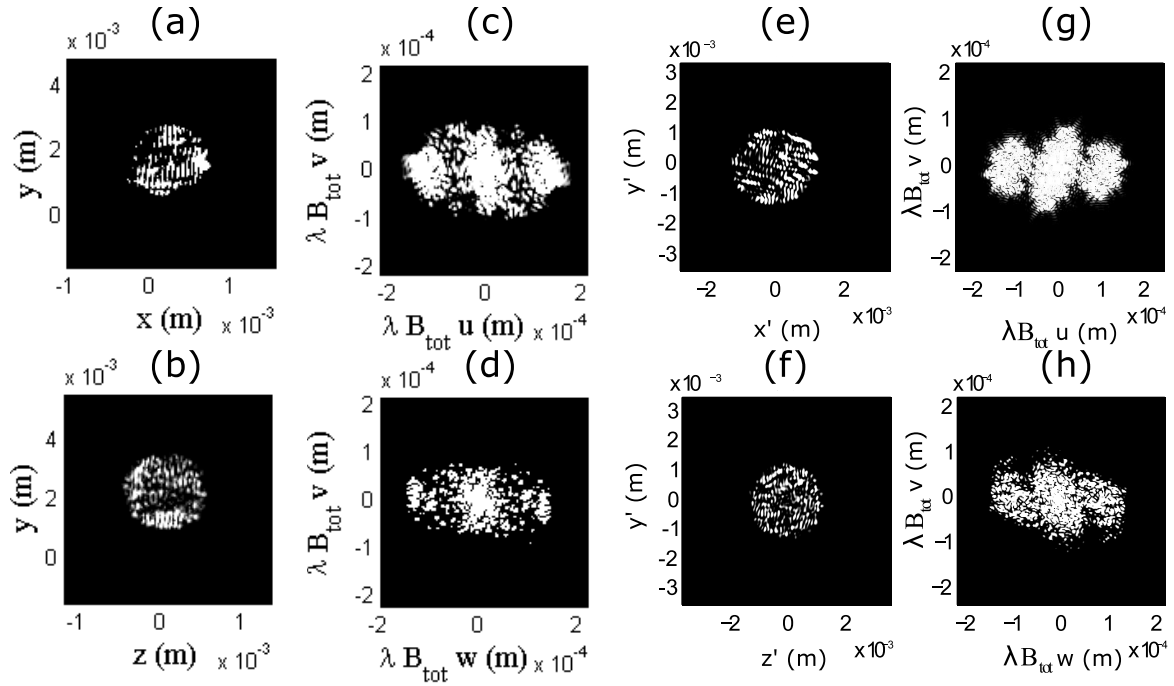 (a) (c) (e) (g)
x 10⁻³ x 10⁻⁴ x10⁻³ x10⁻⁴
y (m)
4
2
0
-1 0 1
x (m) x 10⁻³
λ B_tot v (m)
2
1
0
-1
-2
-2 0 2
λ B_tot u (m) x 10⁻⁴
y' (m)
3
2
1
0
-1
-2
-3
−2 0 2
x' (m) x10⁻³
λB_tot v (m)
2
1
0
−1
−2
−2 −1 0 1 2
λB_tot u (m) x10⁻⁴
(b) (d) (f) (h)
x 10⁻³ x 10⁻⁴ x10⁻³ x10⁻⁴
y (m)
4
2
0
-1 0 1
z (m) x 10⁻³
λ B_tot v (m)
2
1
0
-1
-2
-2 0 2
λ B_tot w (m) x 10⁻⁴
y' (m)
3
2
1
0
-1
-2
-3
−2 0 2
z' (m) x10⁻³
λB_tot v (m)
2
1
0
−1
−2
−2 −1 0 1 2
λB_tot w (m) x10⁻⁴